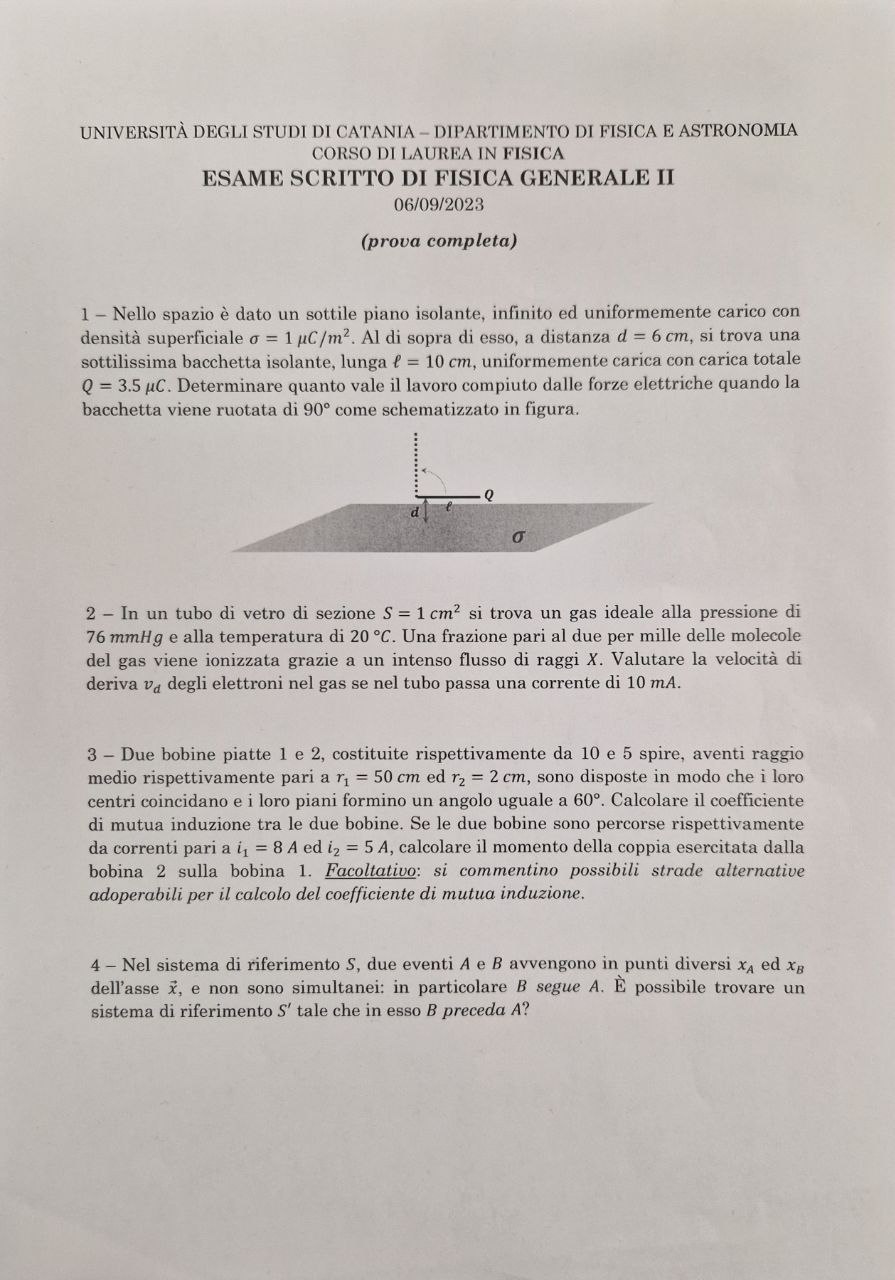 UNIVERSITÀ DEGLI STUDI DI CATANIA – DIPARTIMENTO DI FISICA E ASTRONOMIA
CORSO DI LAUREA IN FISICA
ESAME SCRITTO DI FISICA GENERALE II
06/09/2023
(prova completa)
1 – Nello spazio è dato un sottile piano isolante, infinito ed uniformemente carico con
densità superficiale σ = 1 μC/m². Al di sopra di esso, a distanza d = 6 cm, si trova una
sottilissima bacchetta isolante, lunga ℓ = 10 cm, uniformemente carica con carica totale
Q = 3.5 μC. Determinare quanto vale il lavoro compiuto dalle forze elettriche quando la
bacchetta viene ruotata di 90° come schematizzato in figura.
Q
d ℓ
σ
2 – In un tubo di vetro di sezione S = 1 cm² si trova un gas ideale alla pressione di
76 mmHg e alla temperatura di 20 °C. Una frazione pari al due per mille delle molecole
del gas viene ionizzata grazie a un intenso flusso di raggi X. Valutare la velocità di
deriva v_d degli elettroni nel gas se nel tubo passa una corrente di 10 mA.
3 – Due bobine piatte 1 e 2, costituite rispettivamente da 10 e 5 spire, aventi raggio
medio rispettivamente pari a r₁ = 50 cm ed r₂ = 2 cm, sono disposte in modo che i loro
centri coincidano e i loro piani formino un angolo uguale a 60°. Calcolare il coefficiente
di mutua induzione tra le due bobine. Se le due bobine sono percorse rispettivamente
da correnti pari a i₁ = 8 A ed i₂ = 5 A, calcolare il momento della coppia esercitata dalla
bobina 2 sulla bobina 1. Facoltativo: si commentino possibili strade alternative
adoperabili per il calcolo del coefficiente di mutua induzione.
4 – Nel sistema di riferimento S, due eventi A e B avvengono in punti diversi x_A ed x_B
dell'asse x⃗, e non sono simultanei: in particolare B segue A. È possibile trovare un
sistema di riferimento S′ tale che in esso B preceda A?